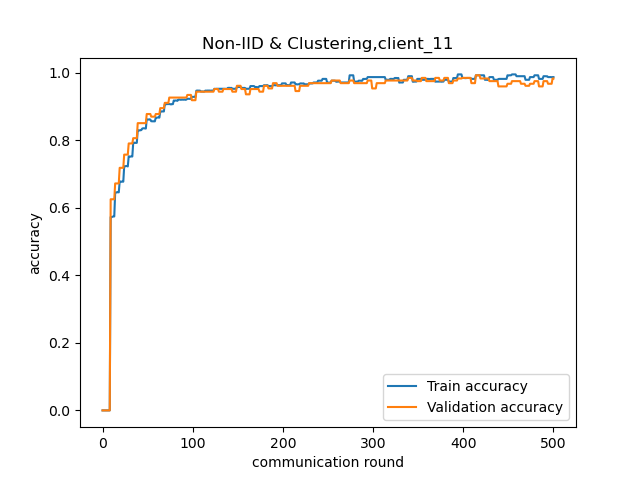 Non-IID & Clustering,client_11
1.0
0.8
0.6
0.4
0.2
0.0
accuracy
Train accuracy
Validation accuracy
0 100 200 300 400 500
communication round